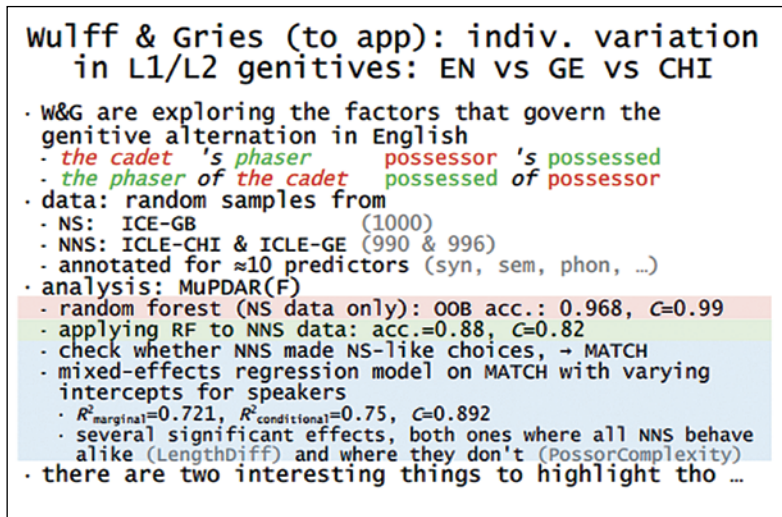 Wulff & Gries (to app): indiv. variation
in L1/L2 genitives: EN vs GE vs CHI
· W&G are exploring the factors that govern the
genitive alternation in English
· the cadet 's phaser possessor 's possessed
· the phaser of the cadet possessed of possessor
· data: random samples from
· NS: ICE-GB (1000)
· NNS: ICLE-CHI & ICLE-GE (990 & 996)
· annotated for ≈10 predictors (syn, sem, phon, …)
· analysis: MuPDAR(F)
· random forest (NS data only): OOB acc.: 0.968, C=0.99
· applying RF to NNS data: acc.=0.88, C=0.82
· check whether NNS made NS-like choices, → MATCH
· mixed-effects regression model on MATCH with varying
intercepts for speakers
· R²marginal=0.721, R²conditional=0.75, C=0.892
· several significant effects, both ones where all NNS behave
alike (LengthDiff) and where they don't (PossorComplexity)
· there are two interesting things to highlight tho …